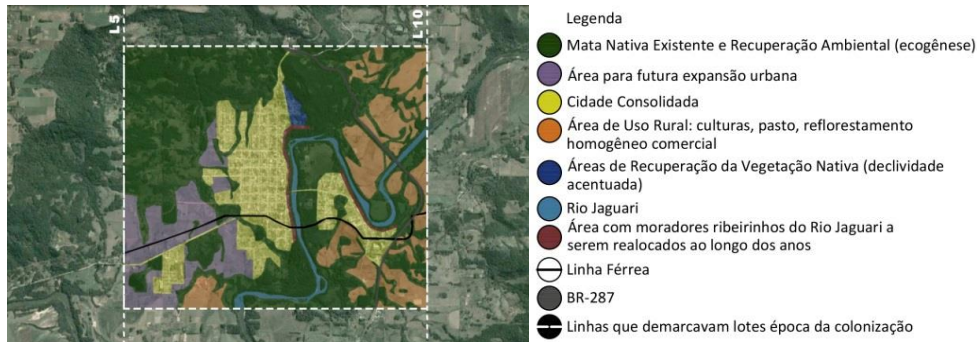 L5
L10
Legenda
Mata Nativa Existente e Recuperação Ambiental (ecogênese)
Área para futura expansão urbana
Cidade Consolidada
Área de Uso Rural: culturas, pasto, reflorestamento
homogêneo comercial
Áreas de Recuperação da Vegetação Nativa (declividade
acentuada)
Rio Jaguari
Área com moradores ribeirinhos do Rio Jaguari a
serem realocados ao longo dos anos
Linha Férrea
BR-287
Linhas que demarcavam lotes época da colonização